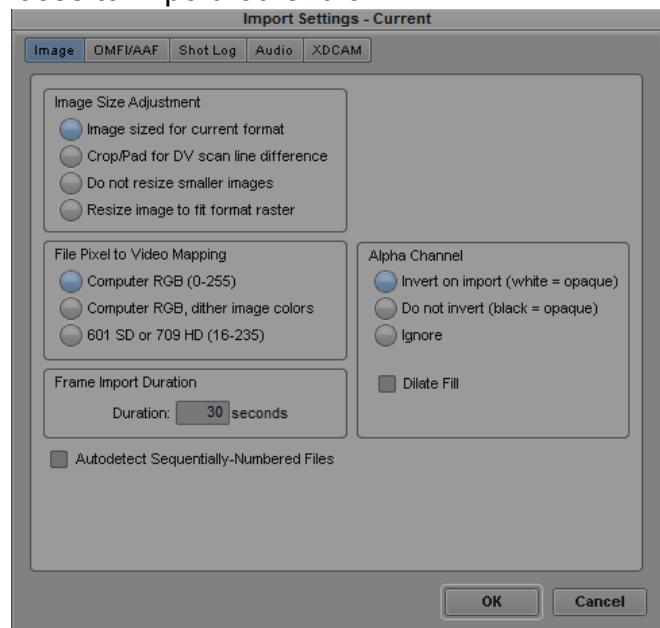 Import Settings - Current
Image OMFI/AAF Shot Log Audio XDCAM
Image Size Adjustment
Image sized for current format
Crop/Pad for DV scan line difference
Do not resize smaller images
Resize image to fit format raster
File Pixel to Video Mapping
Computer RGB (0-255)
Computer RGB, dither image colors
601 SD or 709 HD (16-235)
Alpha Channel
Invert on import (white = opaque)
Do not invert (black = opaque)
Ignore
Dilate Fill
Frame Import Duration
Duration: 30 seconds
Autodetect Sequentially-Numbered Files
OK Cancel